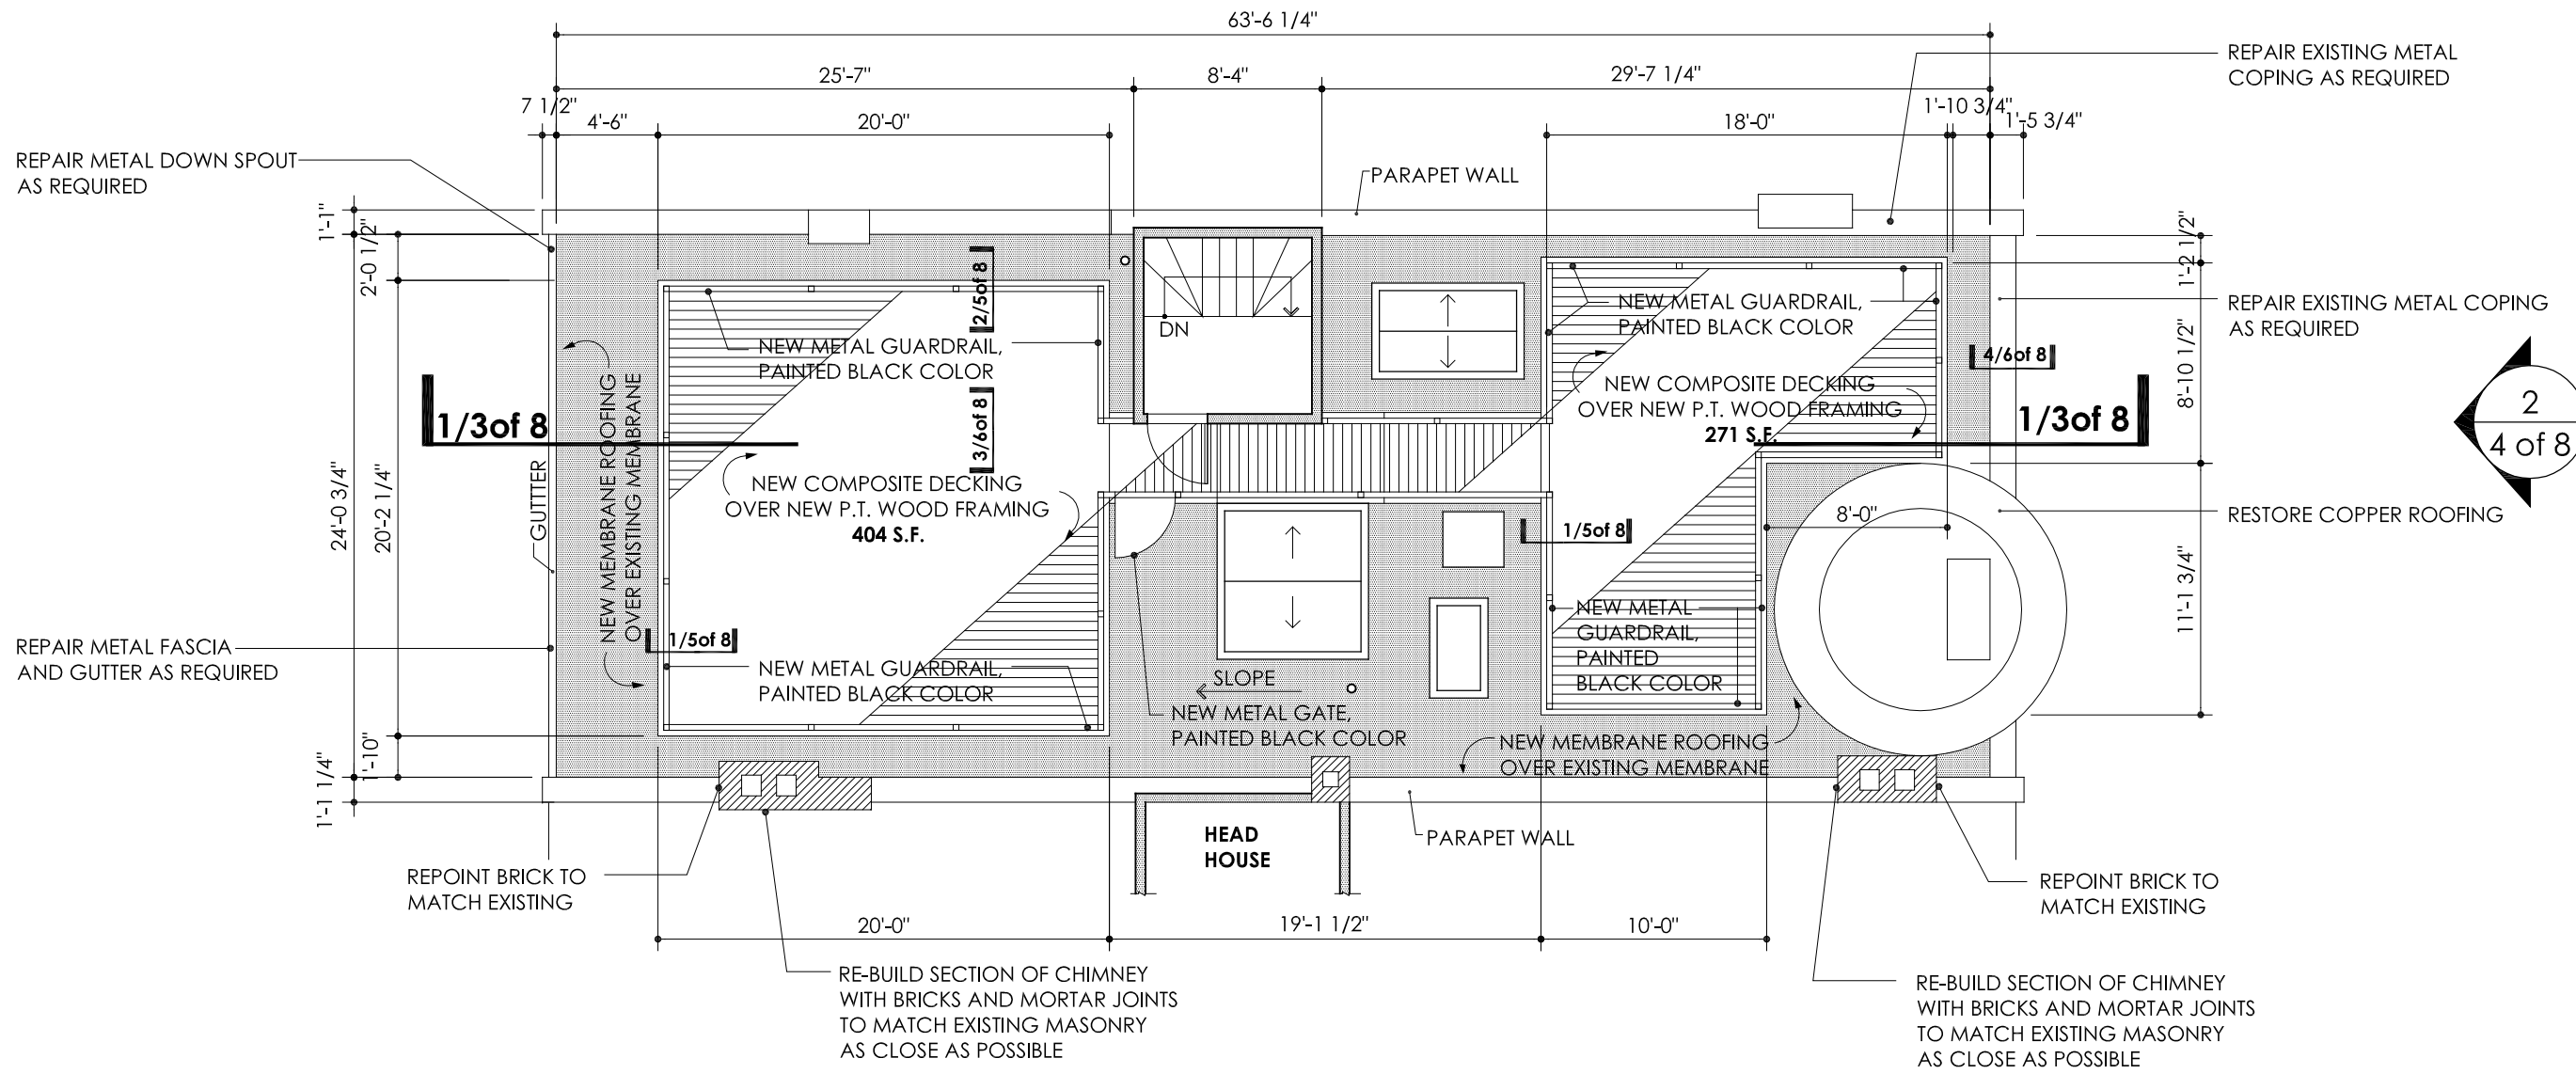 63'-6 1/4"
25'-7"
8'-4"
29'-7 1/4"
7 1/2"
4'-6"
20'-0"
18'-0"
1'-10 3/4"
1'-5 3/4"
REPAIR EXISTING METAL
COPING AS REQUIRED
REPAIR METAL DOWN SPOUT
AS REQUIRED
PARAPET WALL
1'-1"
2'-0 1/2"
24'-0 3/4"
20'-2 1/4"
1'-10"
1'-1 1/4"
1'-2 1/2"
8'-10 1/2"
11'-1 3/4"
2/5of 8
DN
NEW METAL GUARDRAIL,
PAINTED BLACK COLOR
NEW METAL GUARDRAIL,
PAINTED BLACK COLOR
REPAIR EXISTING METAL COPING
AS REQUIRED
4/6of 8
NEW MEMBRANE ROOFING
OVER EXISTING MEMBRANE
1/3of 8
3/6of 8
NEW COMPOSITE DECKING
OVER NEW P.T. WOOD FRAMING
271 S.F.
1/3of 8
2
4 of 8
GUTTTER
NEW COMPOSITE DECKING
OVER NEW P.T. WOOD FRAMING
404 S.F.
1/5of 8
8'-0"
RESTORE COPPER ROOFING
REPAIR METAL FASCIA
AND GUTTER AS REQUIRED
1/5of 8
NEW METAL GUARDRAIL,
PAINTED BLACK COLOR
SLOPE
NEW METAL GATE,
PAINTED BLACK COLOR
NEW METAL
GUARDRAIL,
PAINTED
BLACK COLOR
NEW MEMBRANE ROOFING
OVER EXISTING MEMBRANE
HEAD
HOUSE
PARAPET WALL
REPOINT BRICK TO
MATCH EXISTING
REPOINT BRICK TO
MATCH EXISTING
20'-0"
19'-1 1/2"
10'-0"
RE-BUILD SECTION OF CHIMNEY
WITH BRICKS AND MORTAR JOINTS
TO MATCH EXISTING MASONRY
AS CLOSE AS POSSIBLE
RE-BUILD SECTION OF CHIMNEY
WITH BRICKS AND MORTAR JOINTS
TO MATCH EXISTING MASONRY
AS CLOSE AS POSSIBLE